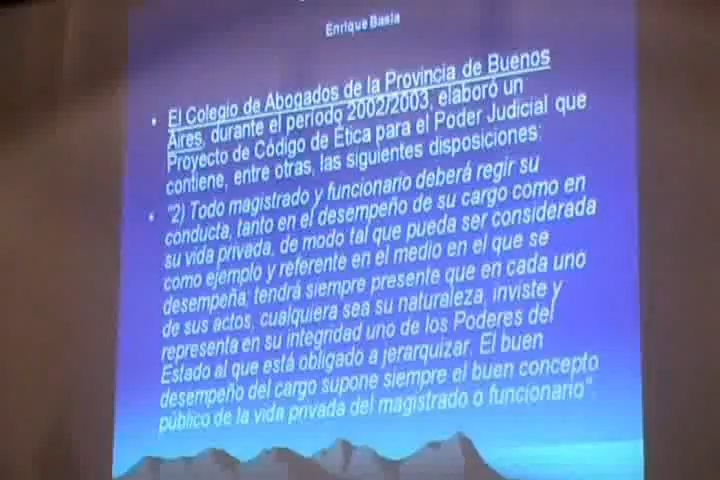 Enrique Basla
• El Colegio de Abogados de la Provincia de Buenos
Aires, durante el período 2002/2003, elaboró un
Proyecto de Código de Ética para el Poder Judicial que
contiene, entre otras, las siguientes disposiciones:
• "2) Todo magistrado y funcionario deberá regir su
conducta, tanto en el desempeño de su cargo como en
su vida privada, de modo tal que pueda ser considerada
como ejemplo y referente en el medio en el que se
desempeña; tendrá siempre presente que en cada uno
de sus actos, cualquiera sea su naturaleza, inviste y
representa en su integridad uno de los Poderes del
Estado al que está obligado a jerarquizar. El buen
desempeño del cargo supone siempre el buen concepto
público de la vida privada del magistrado o funcionario".